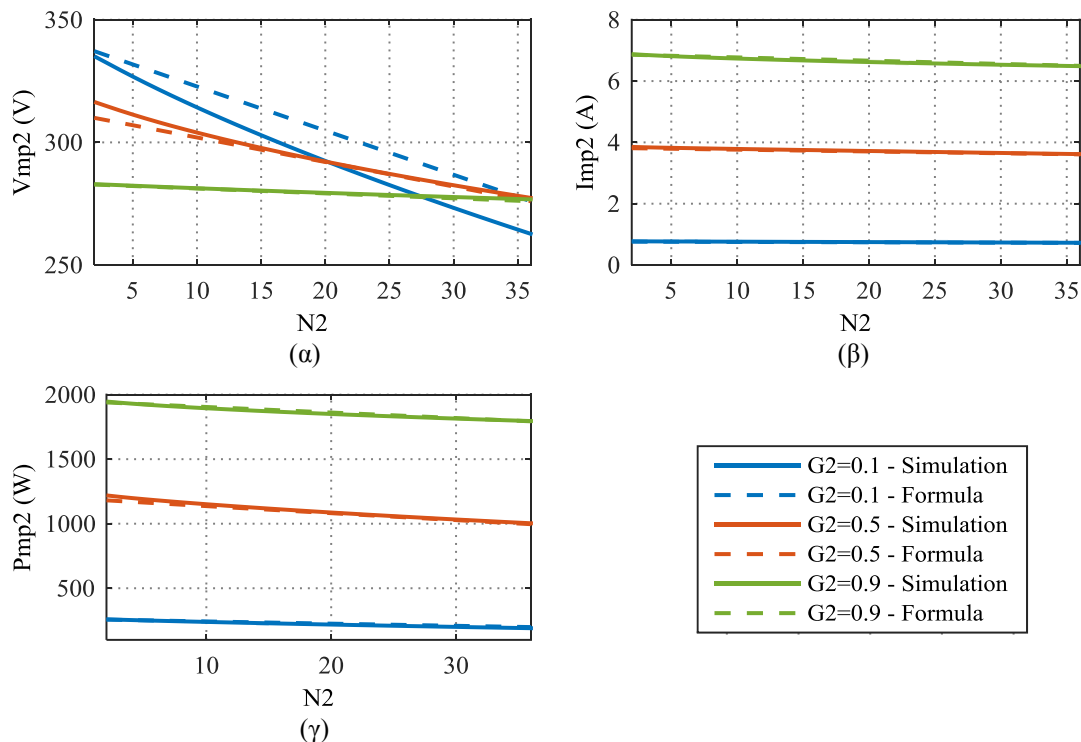 350
300
250
Vmp2 (V)
5 10 15 20 25 30 35
N2
(α)
8
6
4
2
0
Imp2 (A)
5 10 15 20 25 30 35
N2
(β)
2000
1500
1000
500
Pmp2 (W)
10 20 30
N2
(γ)
G2=0.1 - Simulation
G2=0.1 - Formula
G2=0.5 - Simulation
G2=0.5 - Formula
G2=0.9 - Simulation
G2=0.9 - Formula